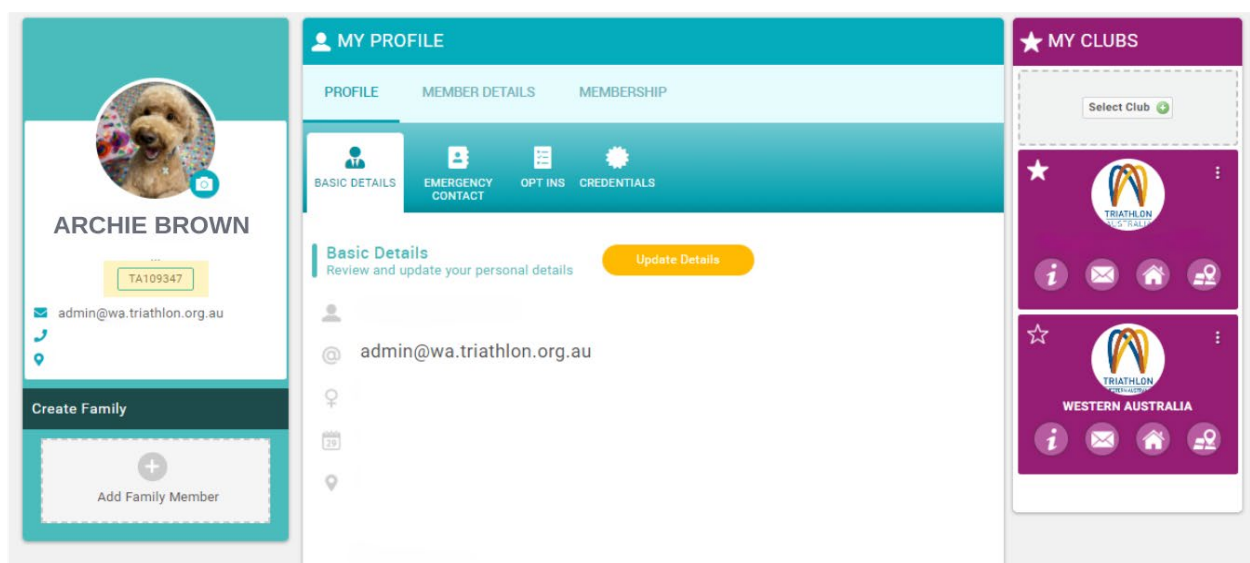 ARCHIE BROWN
...
TA109347
admin@wa.triathlon.org.au
Create Family
Add Family Member
MY PROFILE
PROFILE
MEMBER DETAILS
MEMBERSHIP
BASIC DETAILS
EMERGENCY
CONTACT
OPT INS
CREDENTIALS
Basic Details
Review and update your personal details
Update Details
admin@wa.triathlon.org.au
29
MY CLUBS
Select Club
TRIATHLON
AUSTRALIA
TRIATHLON
WESTERN AUSTRALIA